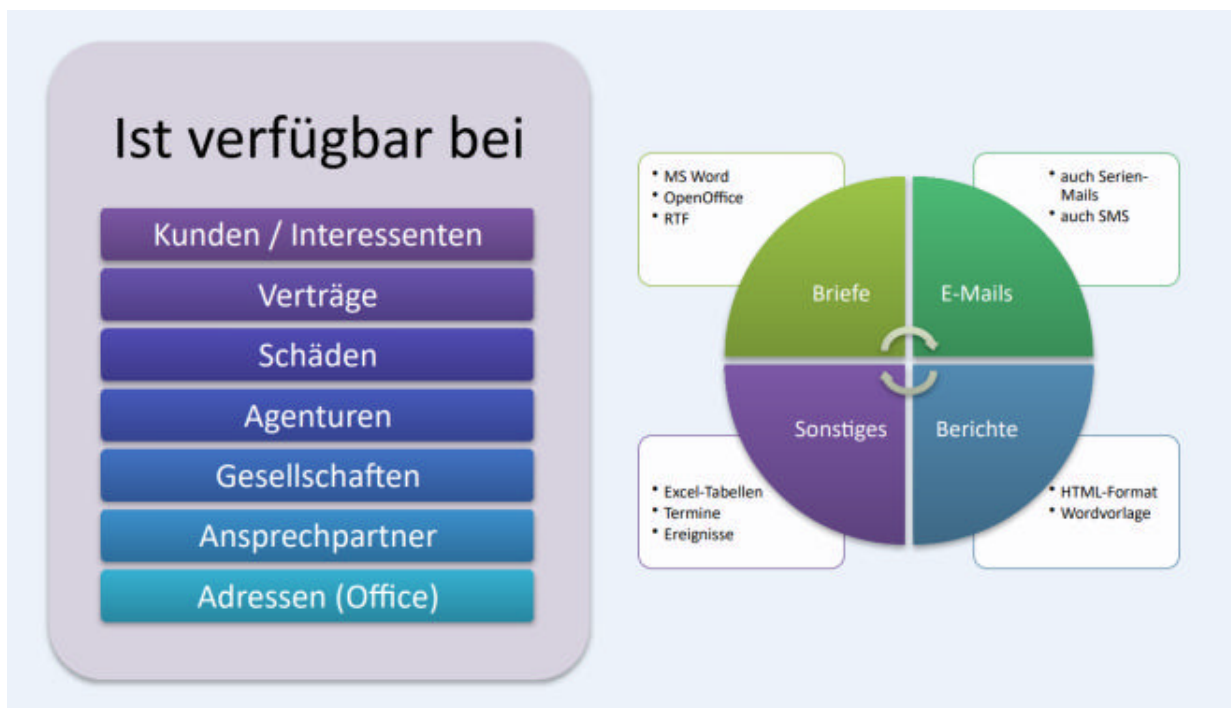 Ist verfügbar bei
Kunden / Interessenten
Verträge
Schäden
Agenturen
Gesellschaften
Ansprechpartner
Adressen (Office)
• MS Word
• OpenOffice
• RTF
Briefe
• auch Serien-
Mails
• auch SMS
E-Mails
Sonstiges
• Excel-Tabellen
• Termine
• Ereignisse
Berichte
• HTML-Format
• Wordvorlage